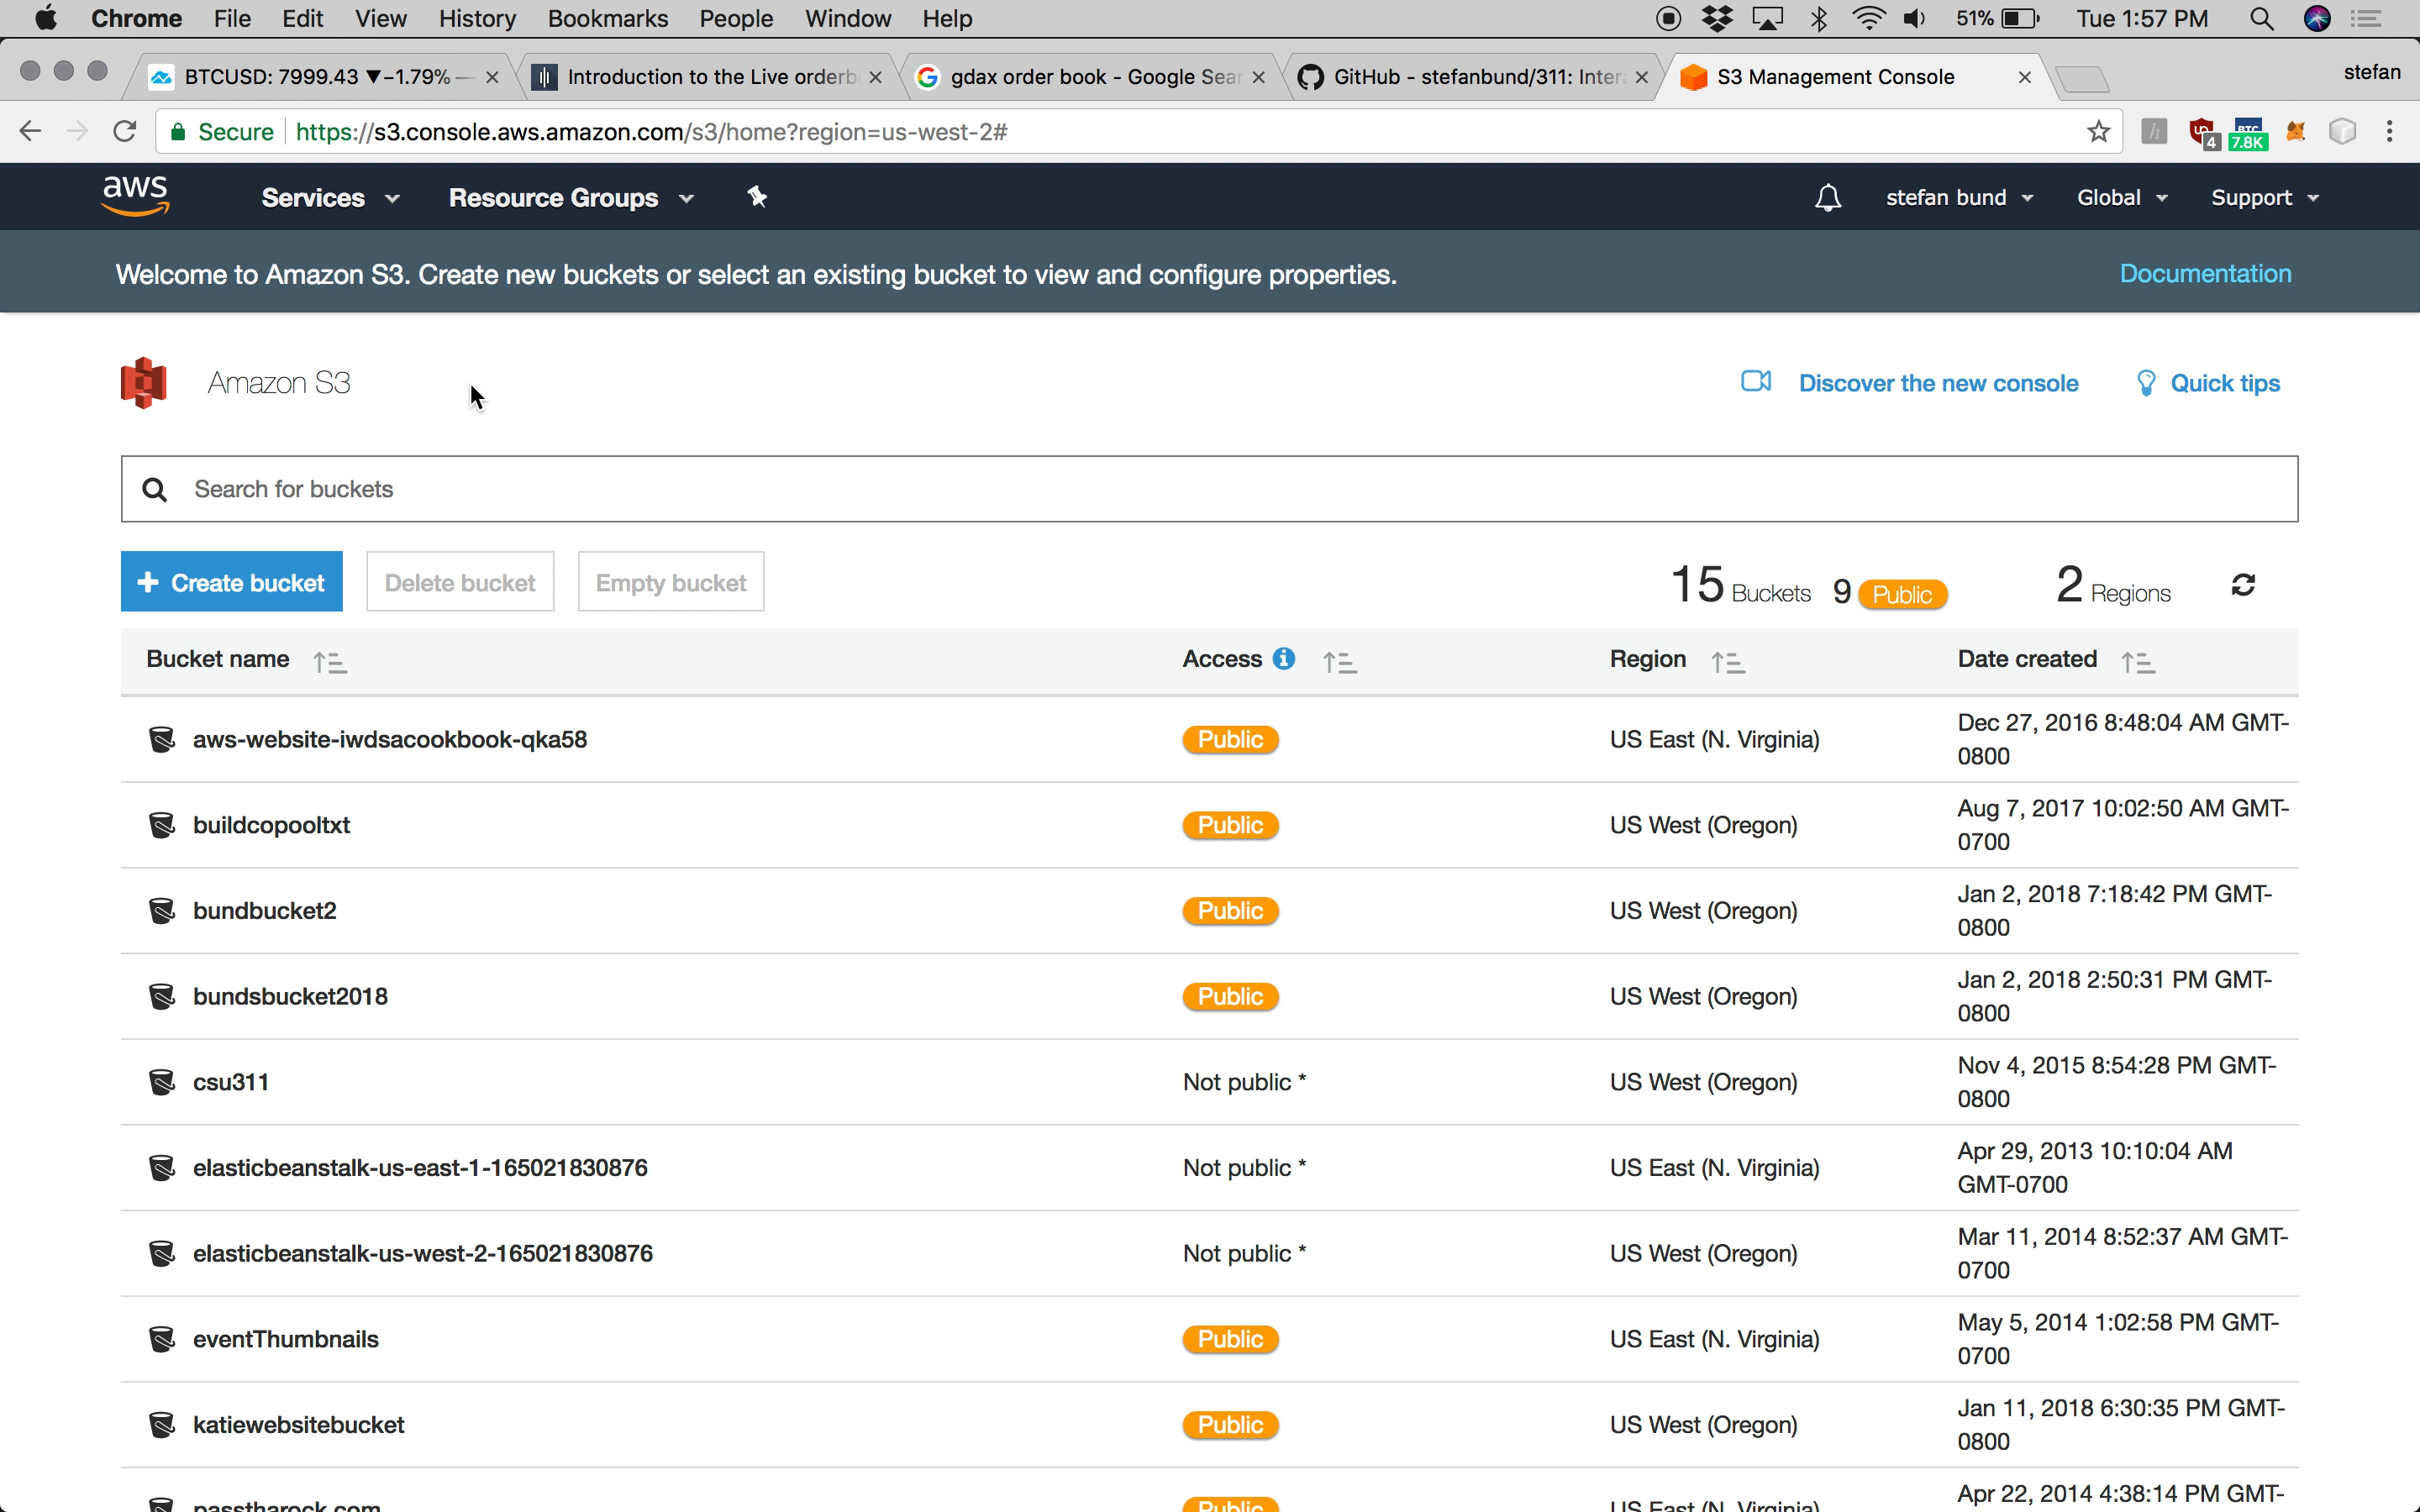 Chrome File Edit View History Bookmarks People Window Help 51% Tue 1:57 PM
BTCUSD: 7999.43 ▼−1.79% — Introduction to the Live orderb gdax order book - Google Sear GitHub - stefanbund/311: Inter S3 Management Console stefan
Secure https://s3.console.aws.amazon.com/s3/home?region=us-west-2# 4 BTC 7.8K
aws Services Resource Groups stefan bund Global Support
Welcome to Amazon S3. Create new buckets or select an existing bucket to view and configure properties. Documentation
Amazon S3 Discover the new console Quick tips
Search for buckets
+ Create bucket Delete bucket Empty bucket 15 Buckets 9 Public 2 Regions
Bucket name Access Region Date created
aws-website-iwdsacookbook-qka58 Public US East (N. Virginia) Dec 27, 2016 8:48:04 AM GMT-
0800
buildcopooltxt Public US West (Oregon) Aug 7, 2017 10:02:50 AM GMT-
0700
bundbucket2 Public US West (Oregon) Jan 2, 2018 7:18:42 PM GMT-
0800
bundsbucket2018 Public US West (Oregon) Jan 2, 2018 2:50:31 PM GMT-
0800
csu311 Not public * US West (Oregon) Nov 4, 2015 8:54:28 PM GMT-
0800
elasticbeanstalk-us-east-1-165021830876 Not public * US East (N. Virginia) Apr 29, 2013 10:10:04 AM
GMT-0700
elasticbeanstalk-us-west-2-165021830876 Not public * US West (Oregon) Mar 11, 2014 8:52:37 AM GMT-
0700
eventThumbnails Public US East (N. Virginia) May 5, 2014 1:02:58 PM GMT-
0700
katiewebsitebucket Public US West (Oregon) Jan 11, 2018 6:30:35 PM GMT-
0800
passtharock.com Public US East (N. Virginia) Apr 22, 2014 4:38:14 PM GMT-